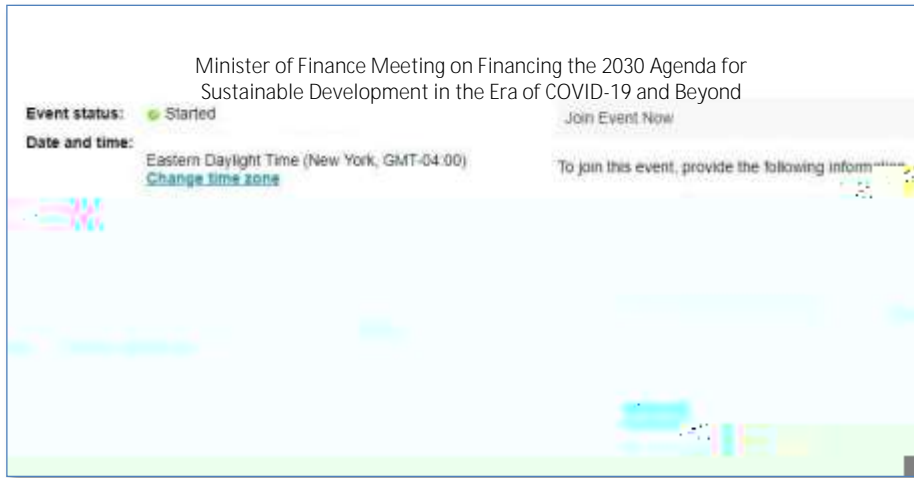 Minister of Finance Meeting on Financing the 2030 Agenda for
Sustainable Development in the Era of COVID-19 and Beyond
Event status: Started
Join Event Now
Date and time:
Eastern Daylight Time (New York, GMT-04:00)
Change time zone
To join this event, provide the following